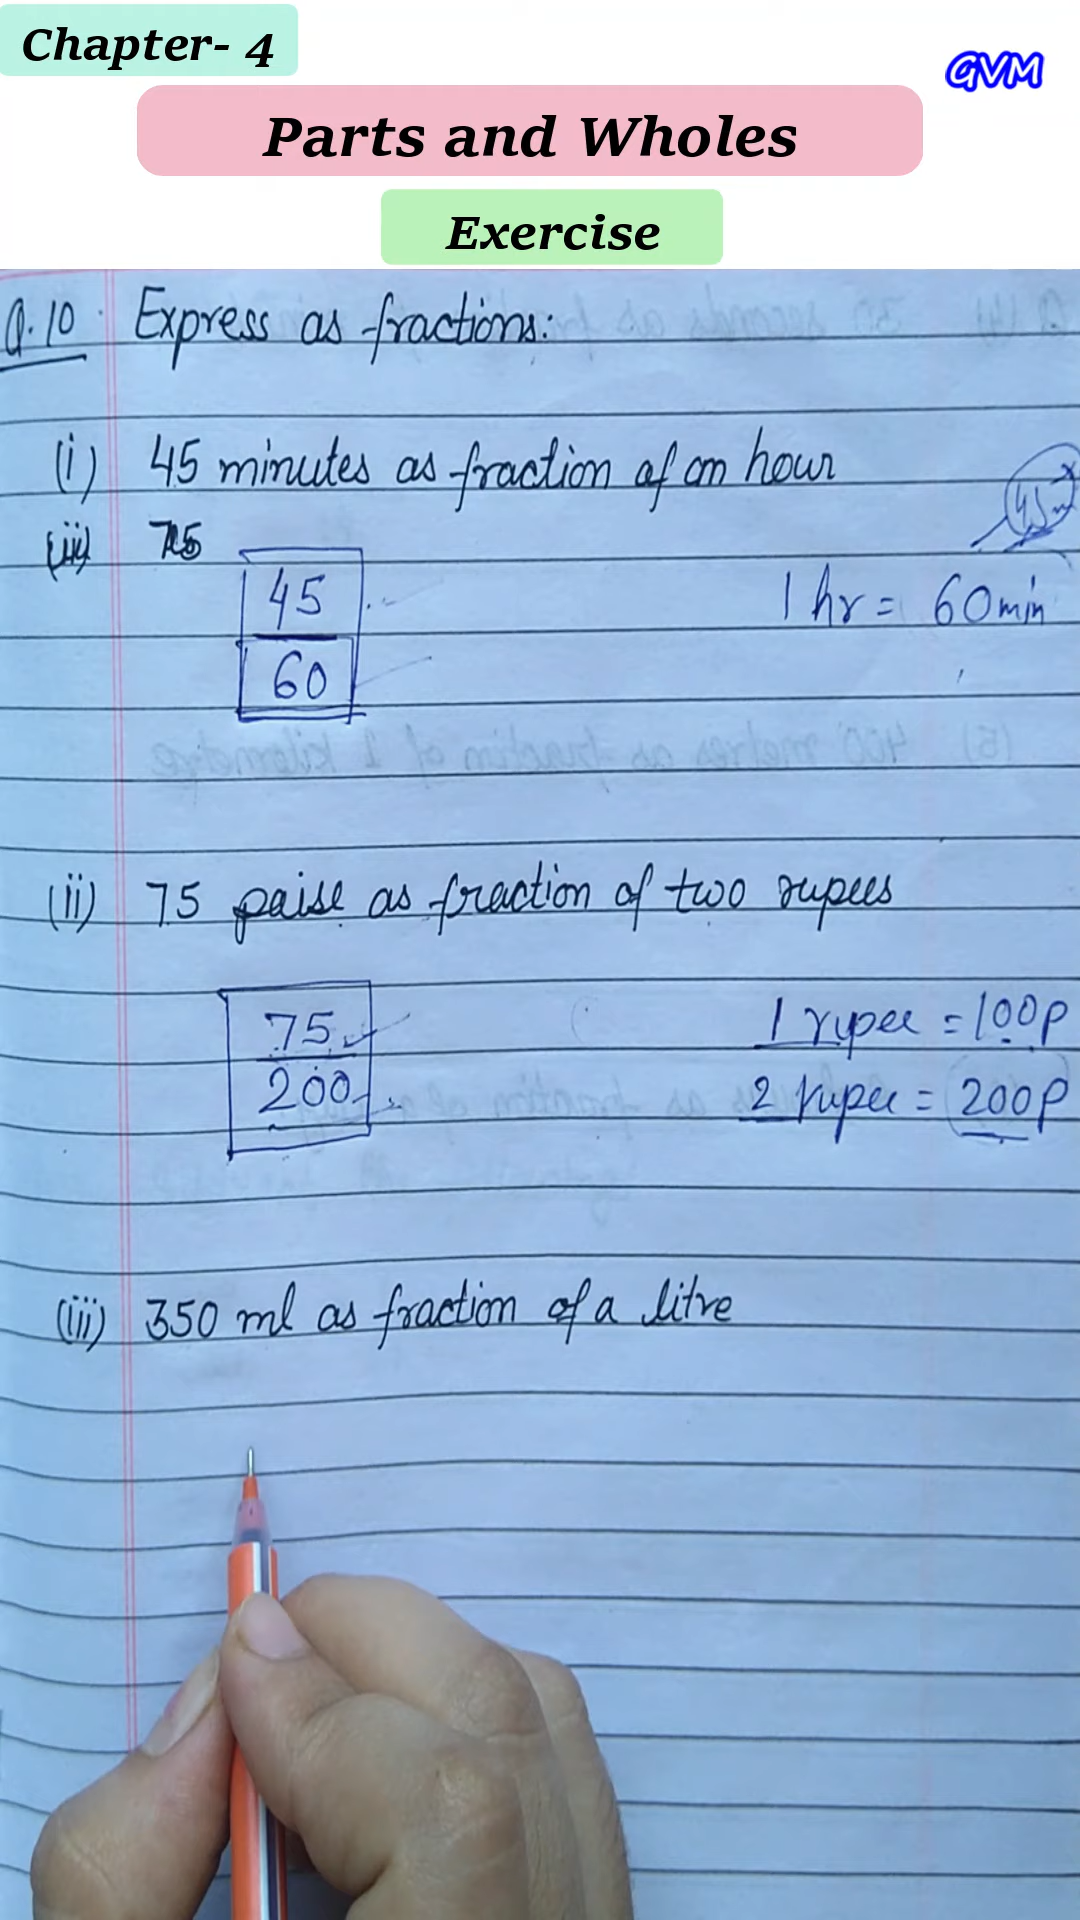 Chapter- 4
GVM
Parts and Wholes
Exercise
Q.10 Express as fractions:
(i) 45 minutes as fraction of an hour
75
45
60
1 hr = 60min
(ii) 75 paise as fraction of two rupees
75
200
1 rupee = 100P
2 rupee = 200P
(iii) 350 ml as fraction of a litre